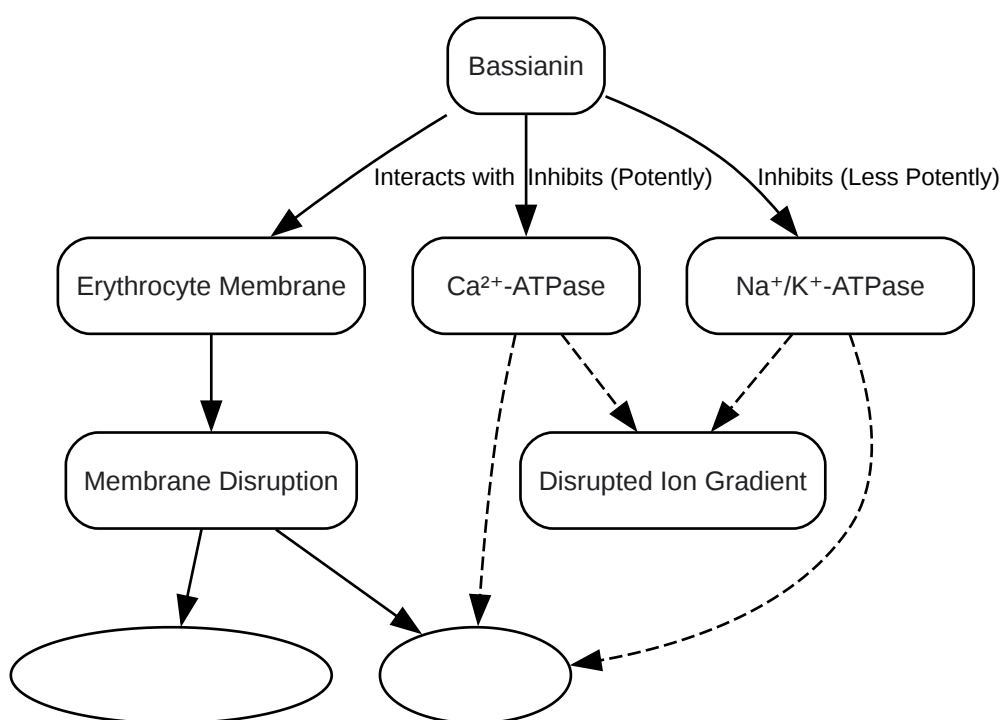 Bassianin
Interacts with
Inhibits (Potently)
Inhibits (Less Potently)
Erythrocyte Membrane
Ca²⁺-ATPase
Na⁺/K⁺-ATPase
Membrane Disruption
Disrupted Ion Gradient